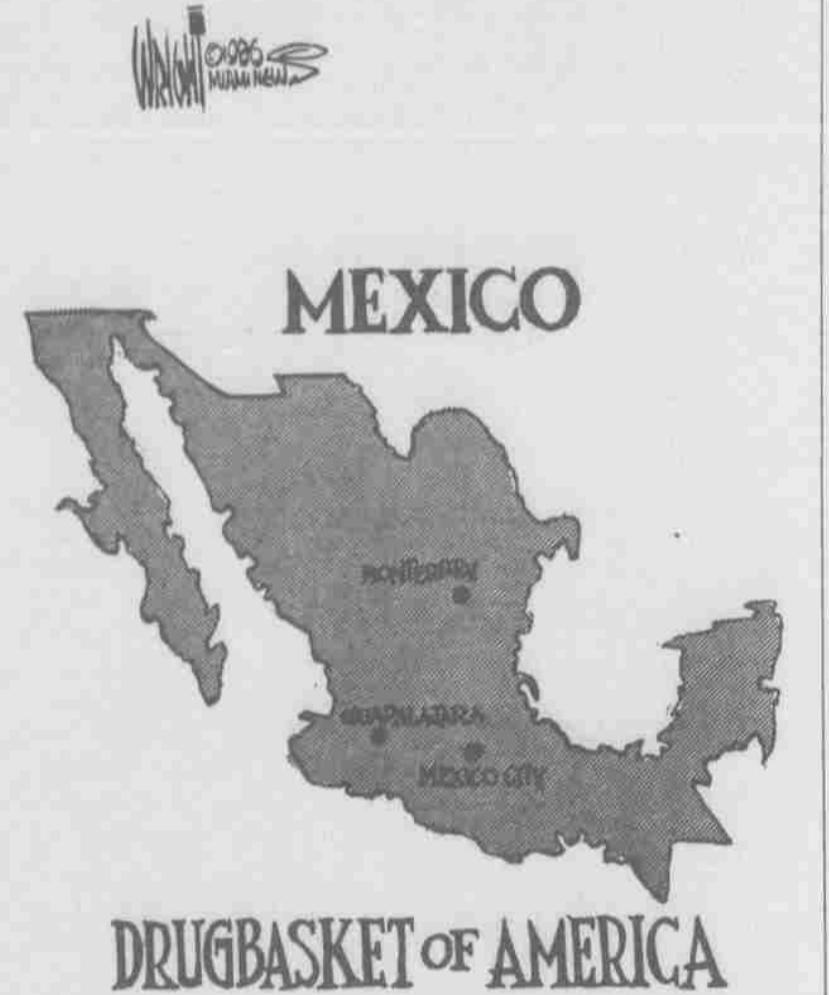 WRIGHT ©1986
MIAMI NEWS
MEXICO
MONTERREY
GUADALAJARA
MEXICO CITY
DRUGBASKET OF AMERICA